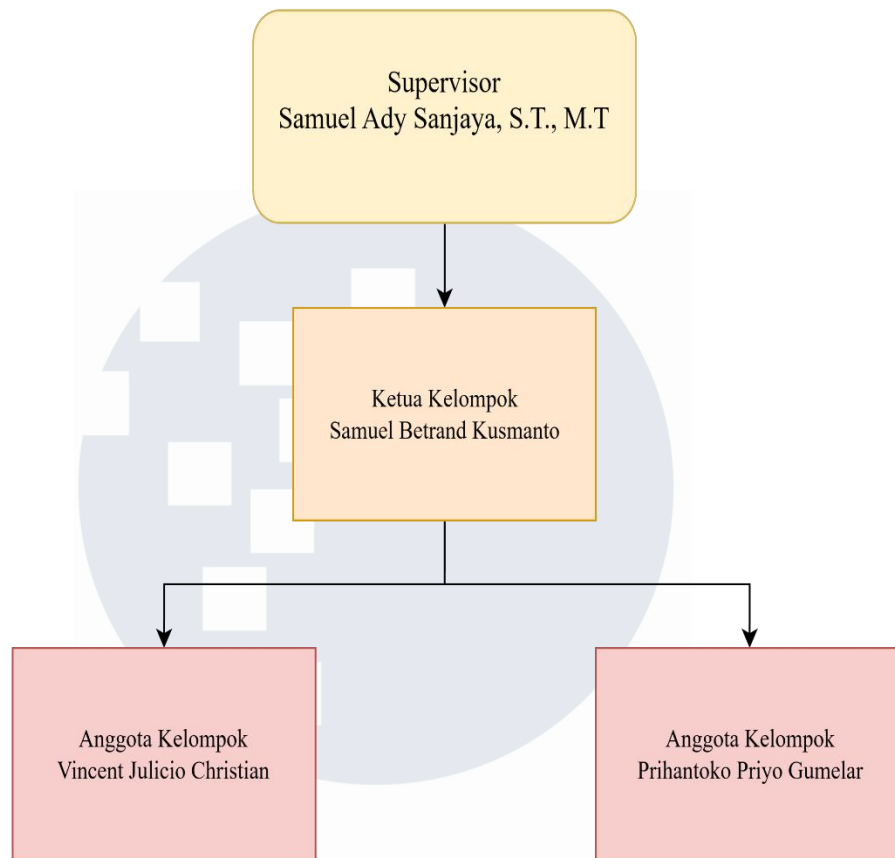 Supervisor
Samuel Ady Sanjaya, S.T., M.T
Ketua Kelompok
Samuel Betrand Kusmanto
Anggota Kelompok
Vincent Julicio Christian
Anggota Kelompok
Prihantoko Priyo Gumelar